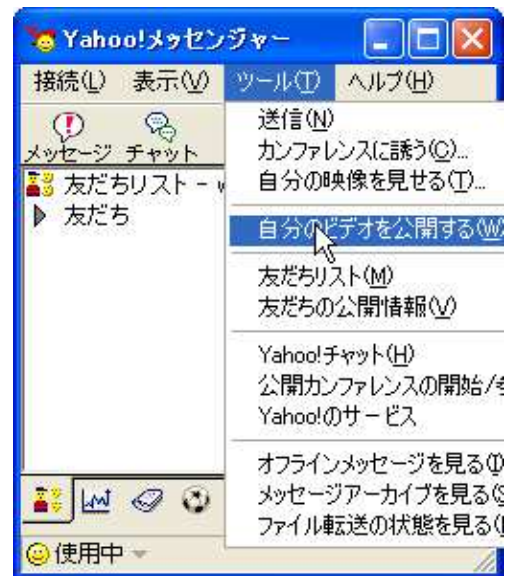 Yahoo!メッセンジャー
接続(L) 表示(V) ツール(T) ヘルプ(H)
メッセージ チャット
友だちリスト -
友だち
送信(N)
カンファレンスに誘う(C)...
自分の映像を見せる(T)...
自分のビデオを公開する(W
友だちリスト(M)
友だちの公開情報(V)
Yahoo!チャット(H)
公開カンファレンスの開始/
Yahoo!のサービス
オフラインメッセージを見る(I
メッセージアーカイブを見る(S
ファイル転送の状態を見る(
使用中